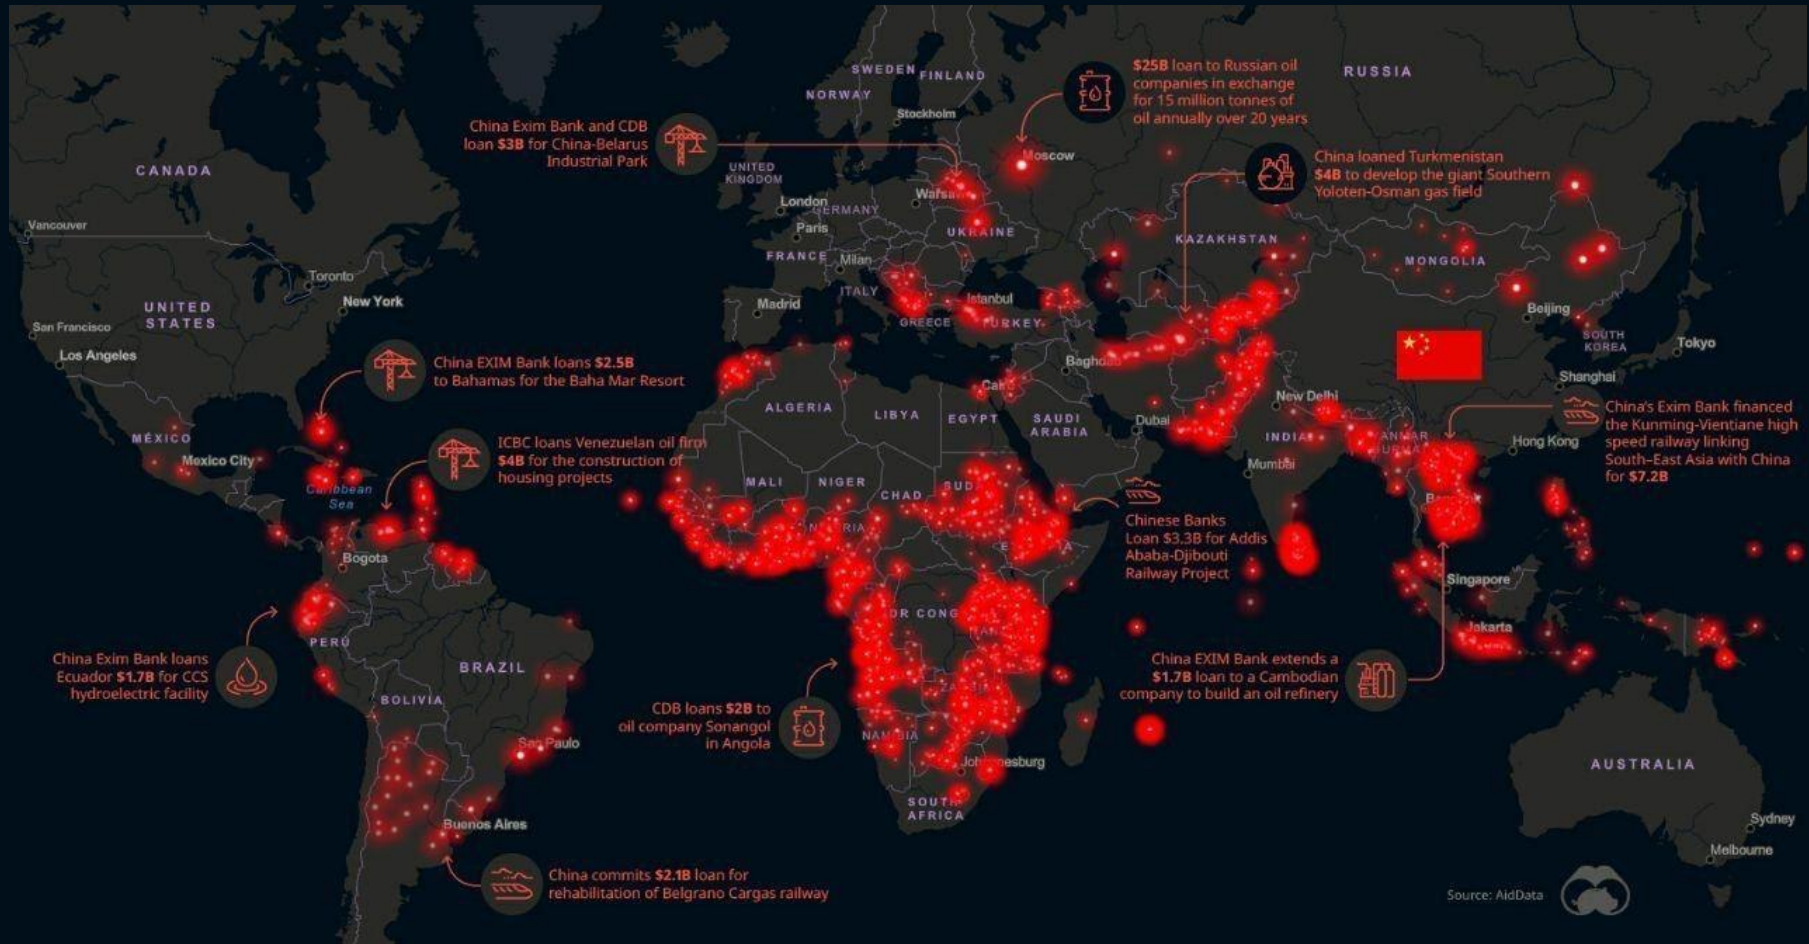 SWEDEN
FINLAND
NORWAY
Stockholm
RUSSIA
$25B loan to Russian oil
companies in exchange
for 15 million tonnes of
oil annually over 20 years
Moscow
China Exim Bank and CDB
loan $3B for China-Belarus
Industrial Park
China loaned Turkmenistan
$4B to develop the giant Southern
Yoloten-Osman gas field
CANADA
UNITED
KINGDOM
London
GERMANY
Paris
UKRAINE
Vancouver
KAZAKHSTAN
FRANCE
Milan
MONGOLIA
Toronto
New York
ITALY
Istanbul
Madrid
GREECE
TURKEY
UNITED
STATES
San Francisco
Los Angeles
Beijing
SOUTH
KOREA
Tokyo
Shanghai
China EXIM Bank loans $2.5B
to Bahamas for the Baha Mar Resort
Baghdad
New Delhi
China's Exim Bank financed
the Kunming-Vientiane high
speed railway linking
South-East Asia with China
for $7.2B
ALGERIA
LIBYA
EGYPT
SAUDI
ARABIA
Dubai
INDIA
Hong Kong
MÉXICO
Mexico City
ICBC loans Venezuelan oil firm
$4B for the construction of
housing projects
Mumbai
Caribbean
Sea
MALI
NIGER
CHAD
SUD
Chinese Banks
Loan $3.3B for Addis
Ababa-Djibouti
Railway Project
Bogota
Singapore
Jakarta
DR CONG
PERÚ
China Exim Bank loans
Ecuador $1.7B for CCS
hydroelectric facility
BRAZIL
BOLIVIA
China EXIM Bank extends a
$1.7B loan to a Cambodian
company to build an oil refinery
CDB loans $2B to
oil company Sonangol
in Angola
NAMIBIA
Sao Paulo
Johannesburg
SOUTH
AFRICA
AUSTRALIA
Buenos Aires
Sydney
Melbourne
China commits $2.1B loan for
rehabilitation of Belgrano Cargas railway
Source: AidData